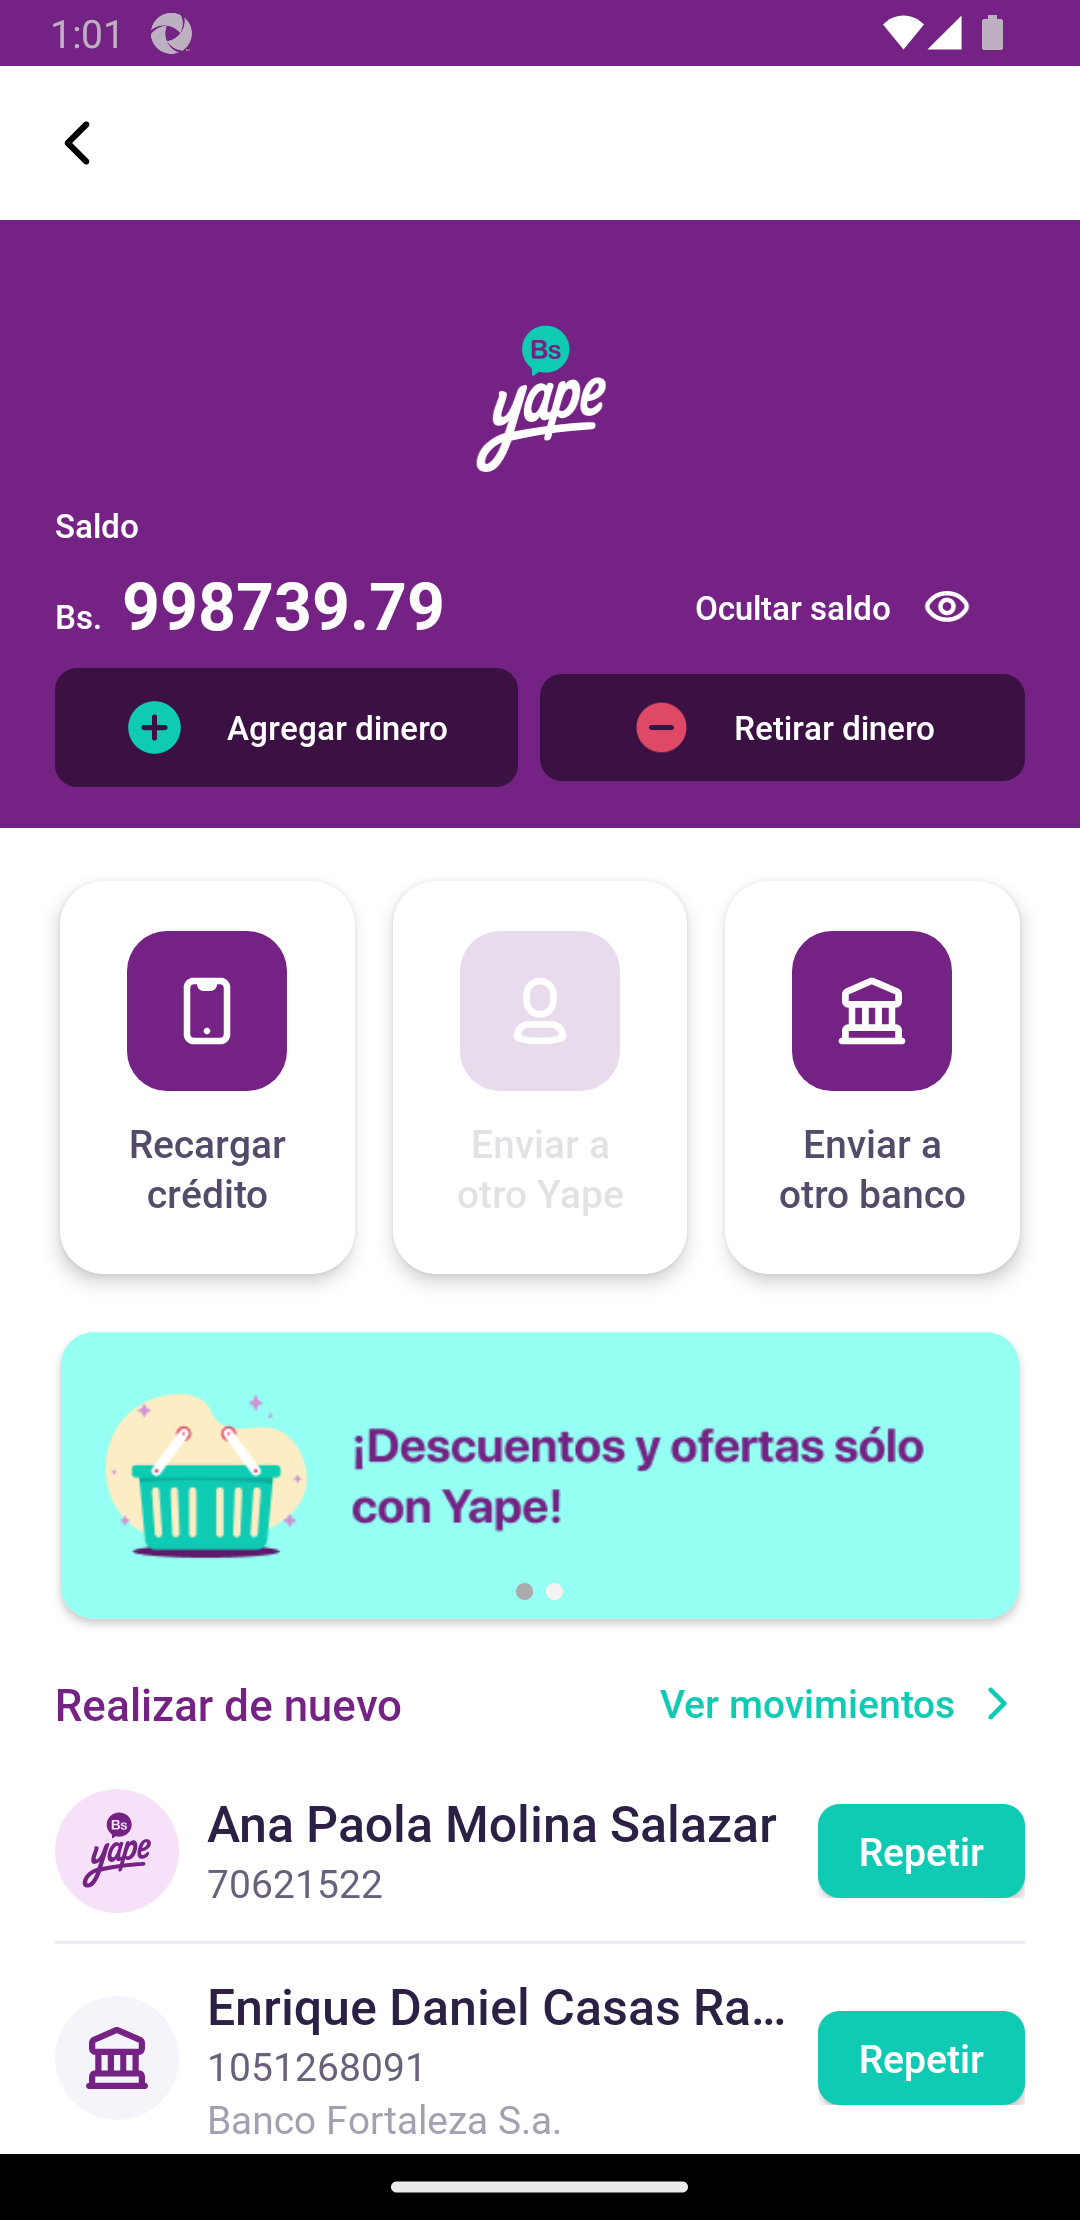 1:01
Bs
yape
Saldo
Bs. 998739.79
Ocultar saldo
Agregar dinero
Retirar dinero
Recargar
crédito
Enviar a
otro Yape
Enviar a
otro banco
¡Descuentos y ofertas sólo
con Yape!
Realizar de nuevo
Ver movimientos
Bs
yape
Ana Paola Molina Salazar
70621522
Repetir
Enrique Daniel Casas Ra...
1051268091
Banco Fortaleza S.a.
Repetir